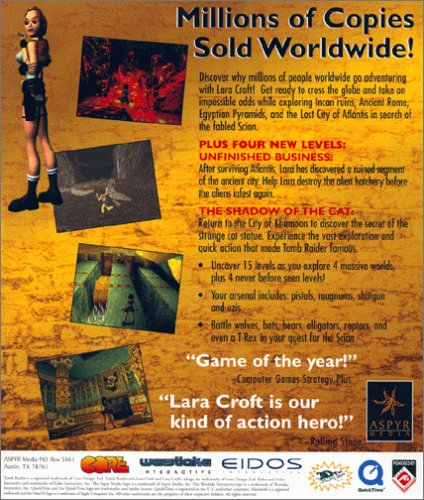 Millions of Copies
Sold Worldwide!
Discover why millions of people worldwide go adventuring
with Lara Croft! Get ready to cross the globe and take on
impossible odds while exploring Incan ruins, Ancient Rome,
Egyptian Pyramids, and the Lost City of Atlantis in search of
the fabled Scion.
PLUS FOUR NEW LEVELS:
UNFINISHED BUSINESS:
After surviving Atlantis, Lara has discovered a ruined segment
of the ancient city. Help Lara destroy the alien hatchery before
the aliens infest again.
THE SHADOW OF THE CAT:
Return to the City of Khamoon to discover the secret of the
strange cat statue. Experience the vast exploration and
quick action that made Tomb Raider famous.
• Uncover 15 levels as you explore 4 massive worlds,
plus 4 never before seen levels!
• Your arsenal includes: pistols, magnums, shotgun
and uzis
• Battle wolves, bats, bears, alligators, raptors, and
even a T-Rex in your quest for the Scion
“Game of the year!”
–Computer Games Strategy Plus
“Lara Croft is our
kind of action hero!”
–Rolling Stone
ASPYR
MEDIA
ASPYR Media P.O. Box 5861
Austin, TX 78763
CORE
westlake
INTERACTIVE
EIDOS
INTERACTIVE
QuickTime
POWERED BY